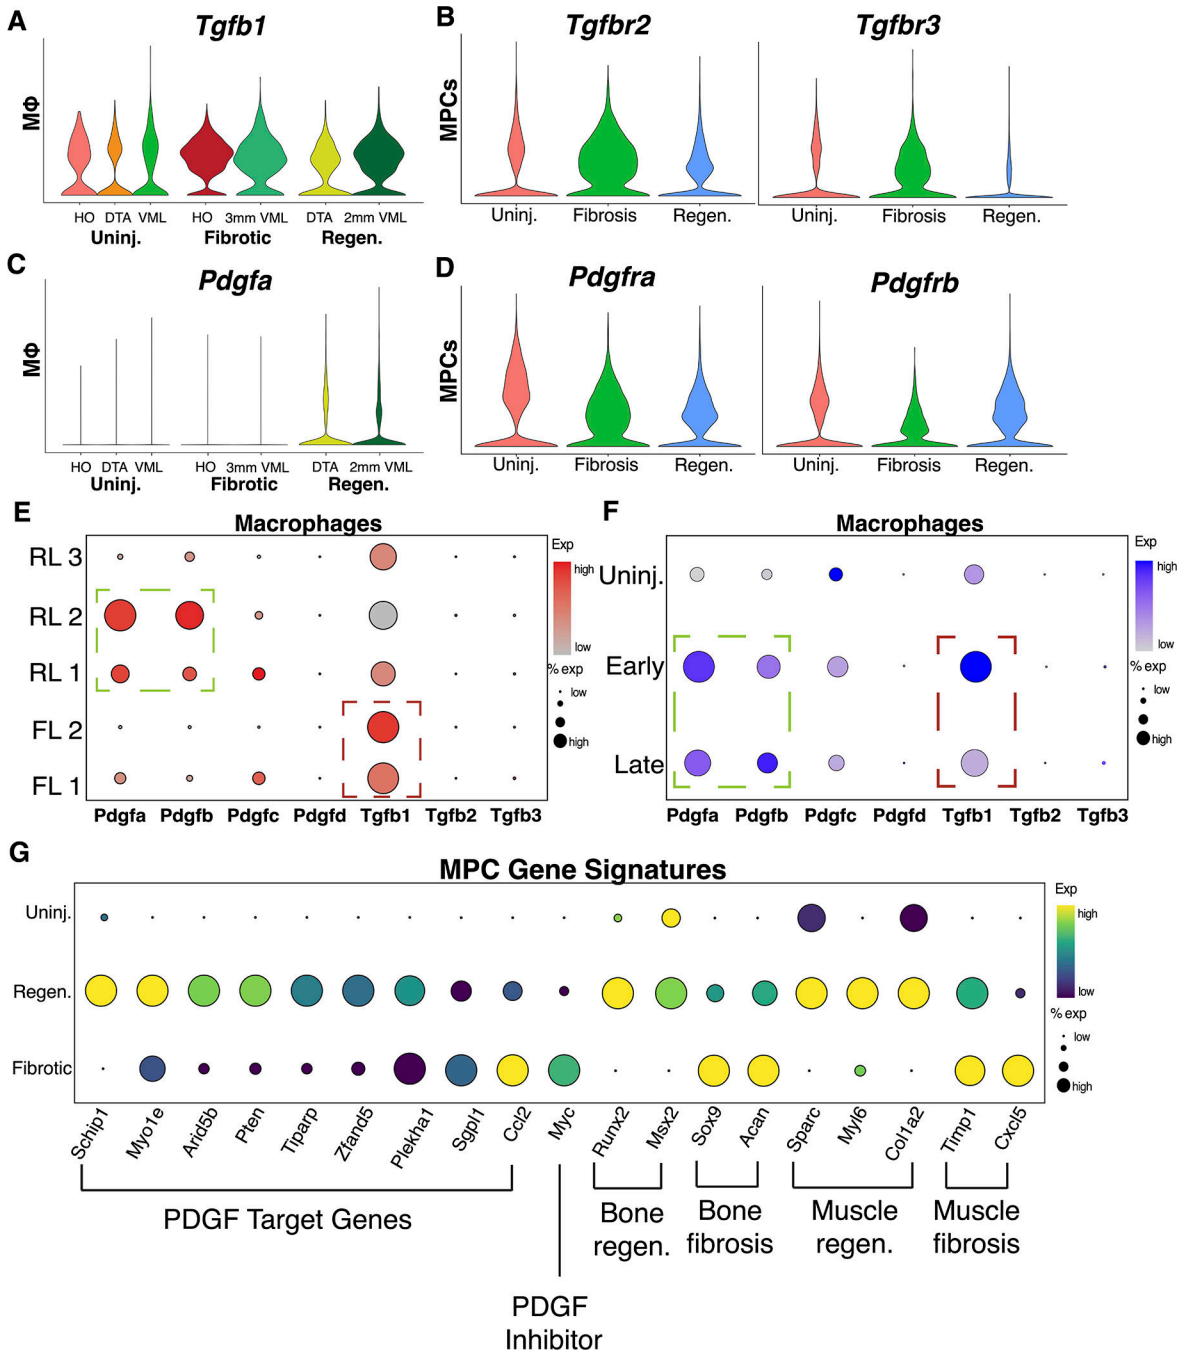 A
Tgfb1
MΦ
HO DTA VML HO 3mm VML DTA 2mm VML
Uninj. Fibrotic Regen.
B
Tgfbr2 Tgfbr3
MPCs
Uninj. Fibrosis Regen. Uninj. Fibrosis Regen.
C
Pdgfa
MΦ
HO DTA VML HO 3mm VML DTA 2mm VML
Uninj. Fibrotic Regen.
D
Pdgfra Pdgfrb
MPCs
Uninj. Fibrosis Regen. Uninj. Fibrosis Regen.
E
Macrophages
RL 3
RL 2
RL 1
FL 2
FL 1
Pdgfa Pdgfb Pdgfc Pdgfd Tgfb1 Tgfb2 Tgfb3
Exp
high
low
% exp
low
high
F
Macrophages
Uninj.
Early
Late
Pdgfa Pdgfb Pdgfc Pdgfd Tgfb1 Tgfb2 Tgfb3
Exp
high
low
% exp
low
high
G
MPC Gene Signatures
Uninj.
Regen.
Fibrotic
Exp
high
low
% exp
low
high
Schip1 Myo1e Arid5b Pten Tiparp Zfand5 Plekha1 Sgpl1 Ccl2 Myc Runx2 Msx2 Sox9 Acan Sparc Myl6 Col1a2 Timp1 Cxcl5
PDGF Target Genes
PDGF
Inhibitor
Bone
regen.
Bone
fibrosis
Muscle
regen.
Muscle
fibrosis